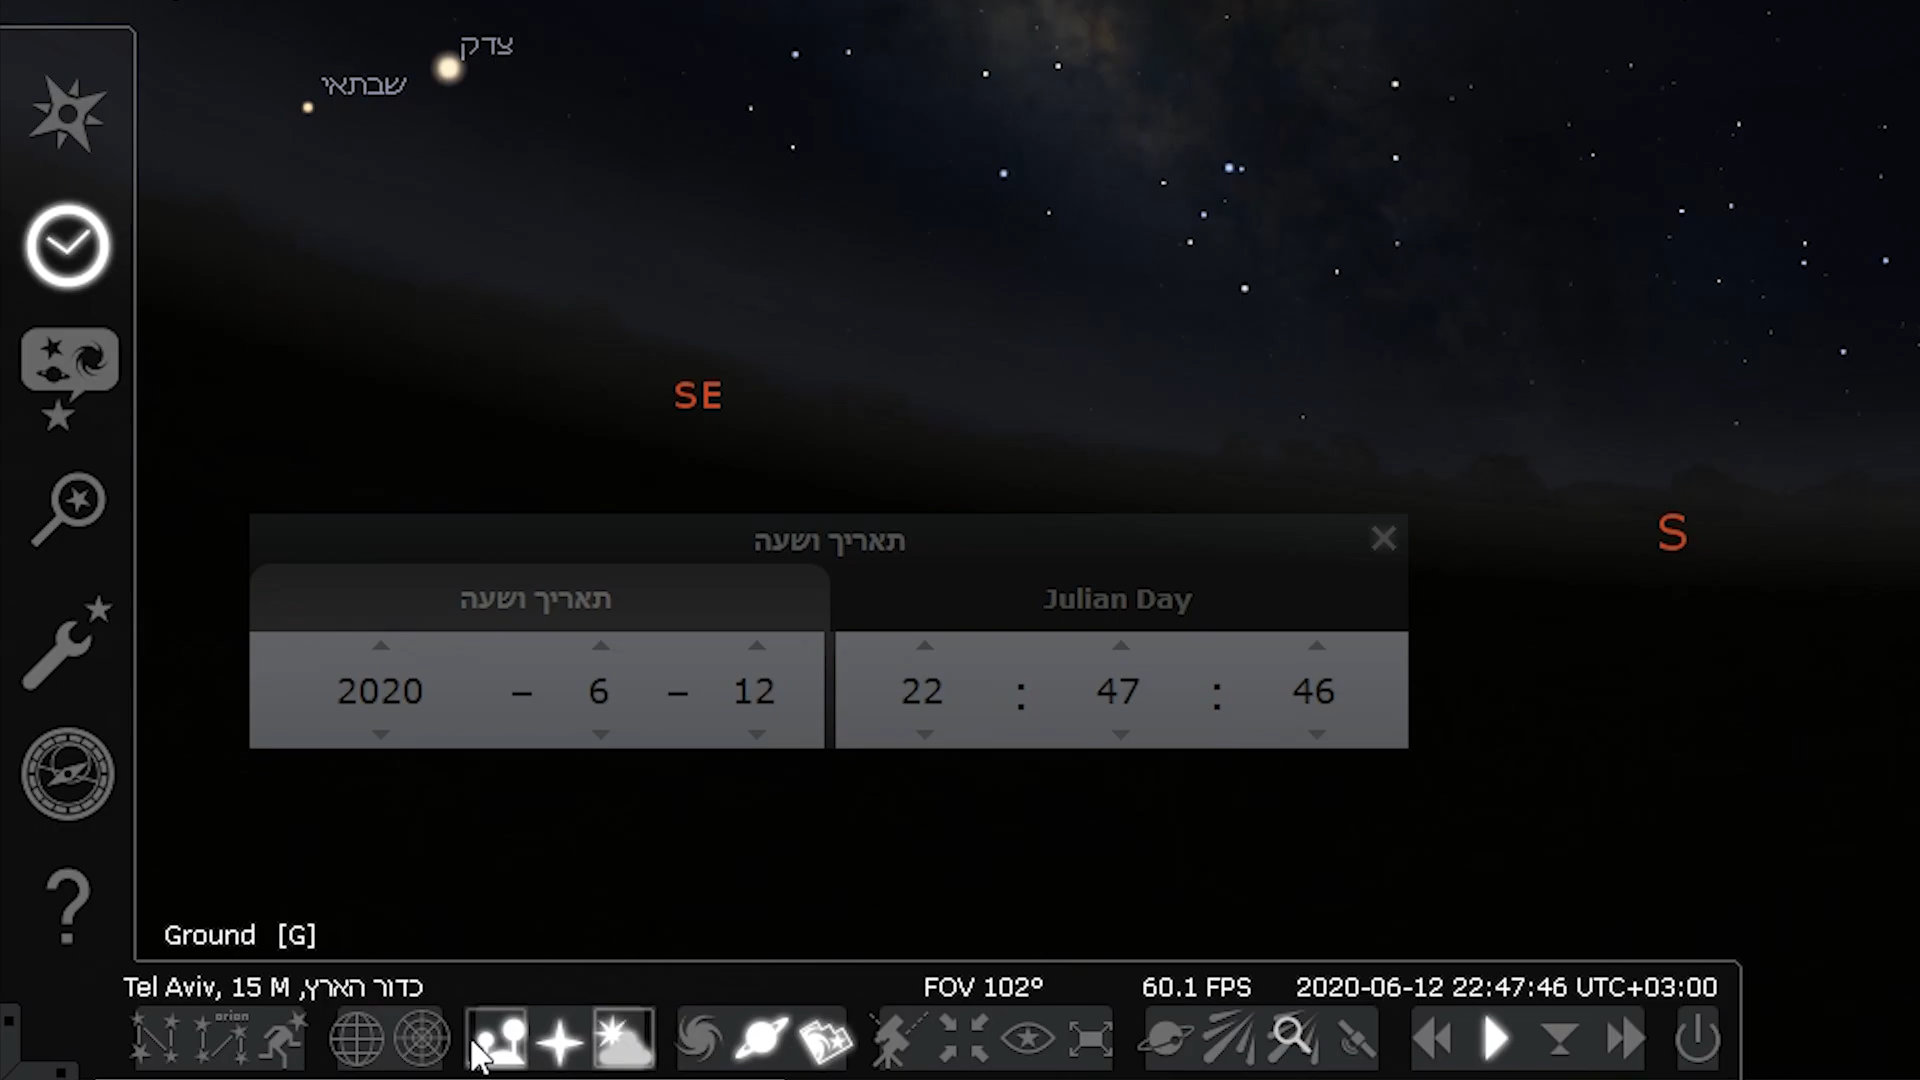 צדק
שבתאי
SE
S
תאריך ושעה
תאריך ושעה
Julian Day
2020 – 6 – 12
22 : 47 : 46
Ground [G]
Tel Aviv, 15 M ,כדור הארץ
FOV 102°
60.1 FPS
2020-06-12 22:47:46 UTC+03:00
orion